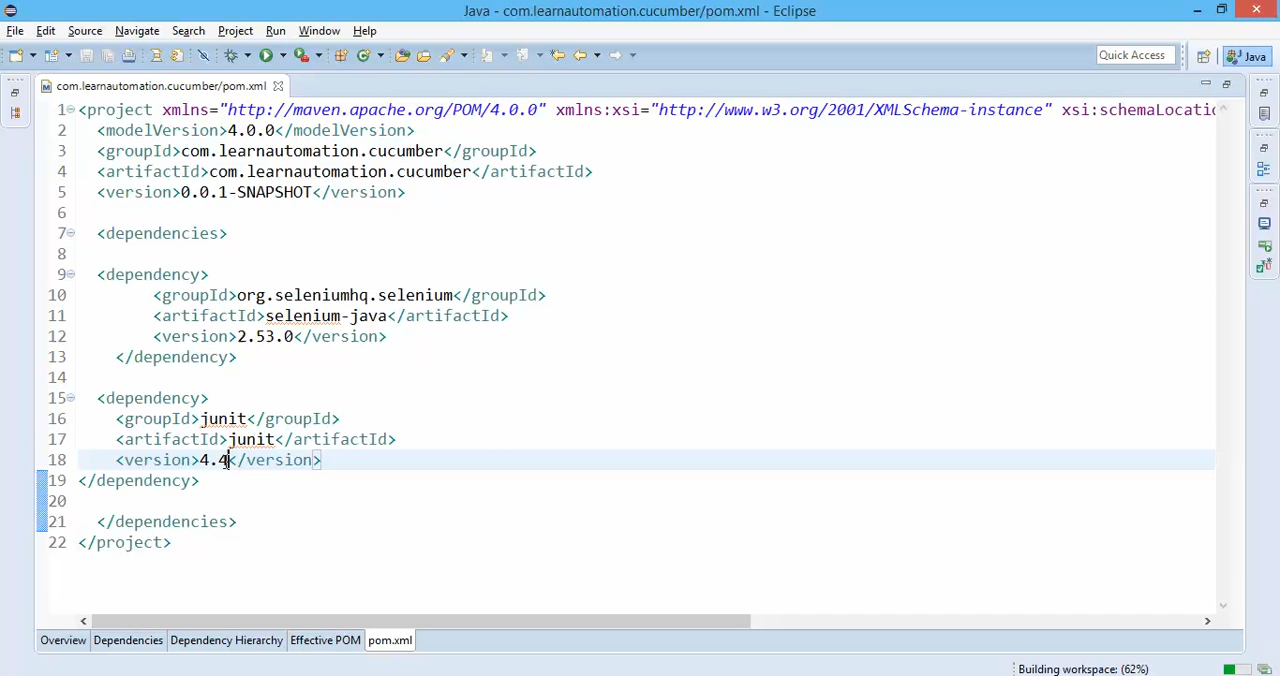 Java - com.learnautomation.cucumber/pom.xml - Eclipse
File Edit Source Navigate Search Project Run Window Help
Quick Access Java
com.learnautomation.cucumber/pom.xml
1 <project xmlns="http://maven.apache.org/POM/4.0.0" xmlns:xsi="http://www.w3.org/2001/XMLSchema-instance" xsi:schemaLocatio
2 <modelVersion>4.0.0</modelVersion>
3 <groupId>com.learnautomation.cucumber</groupId>
4 <artifactId>com.learnautomation.cucumber</artifactId>
5 <version>0.0.1-SNAPSHOT</version>
6
7 <dependencies>
8
9 <dependency>
10 <groupId>org.seleniumhq.selenium</groupId>
11 <artifactId>selenium-java</artifactId>
12 <version>2.53.0</version>
13 </dependency>
14
15 <dependency>
16 <groupId>junit</groupId>
17 <artifactId>junit</artifactId>
18 <version>4.4</version>
19 </dependency>
20
21 </dependencies>
22 </project>
Overview Dependencies Dependency Hierarchy Effective POM pom.xml
Building workspace: (62%)